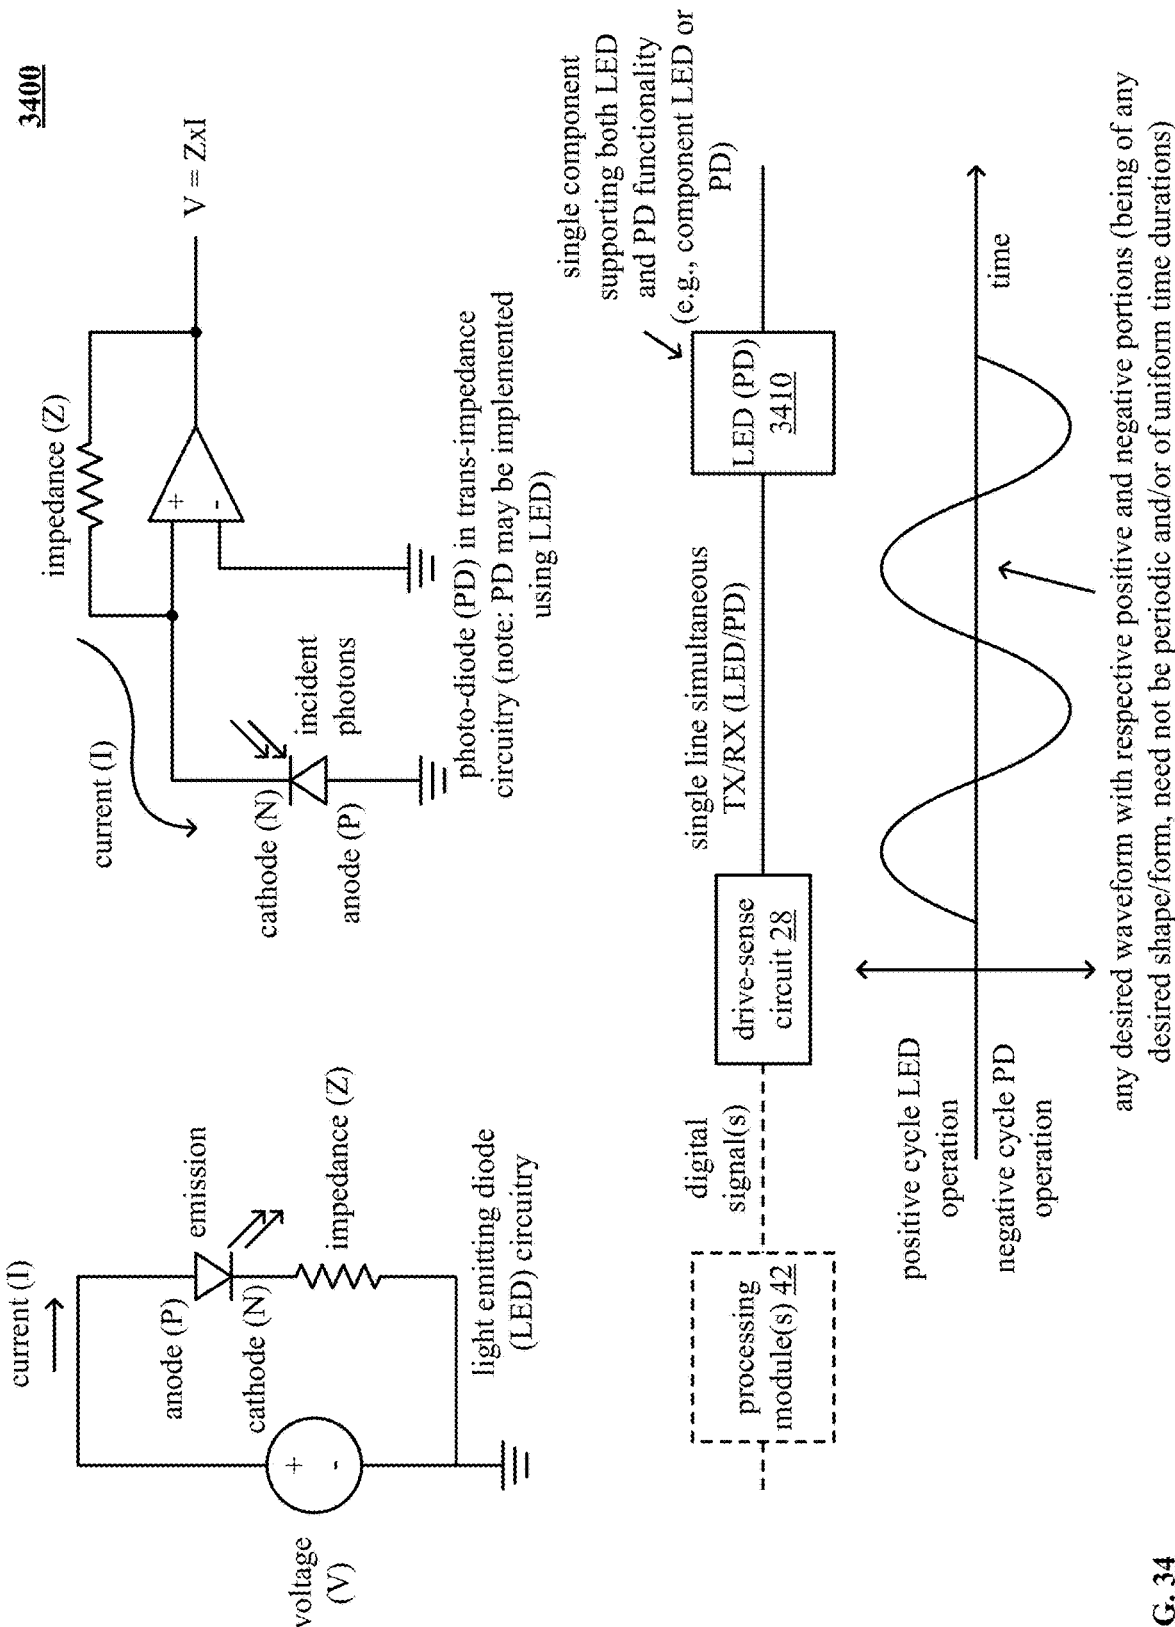 3400
current (I)
anode (P)
emission
cathode (N)
impedance (Z)
voltage
(V)
+
-
light emitting diode
(LED) circuitry
current (I)
impedance (Z)
V = ZxI
+
-
cathode (N)
incident
photons
anode (P)
photo-diode (PD) in trans-impedance
circuitry (note: PD may be implemented
using LED)
processing
module(s) 42
digital
signal(s)
drive-sense
circuit 28
single line simultaneous
TX/RX (LED/PD)
LED (PD)
3410
single component
supporting both LED
and PD functionality
(e.g., component LED or
PD)
positive cycle LED
operation
negative cycle PD
operation
time
any desired waveform with respective positive and negative portions (being of any
desired shape/form, need not be periodic and/or of uniform time durations)
G. 34